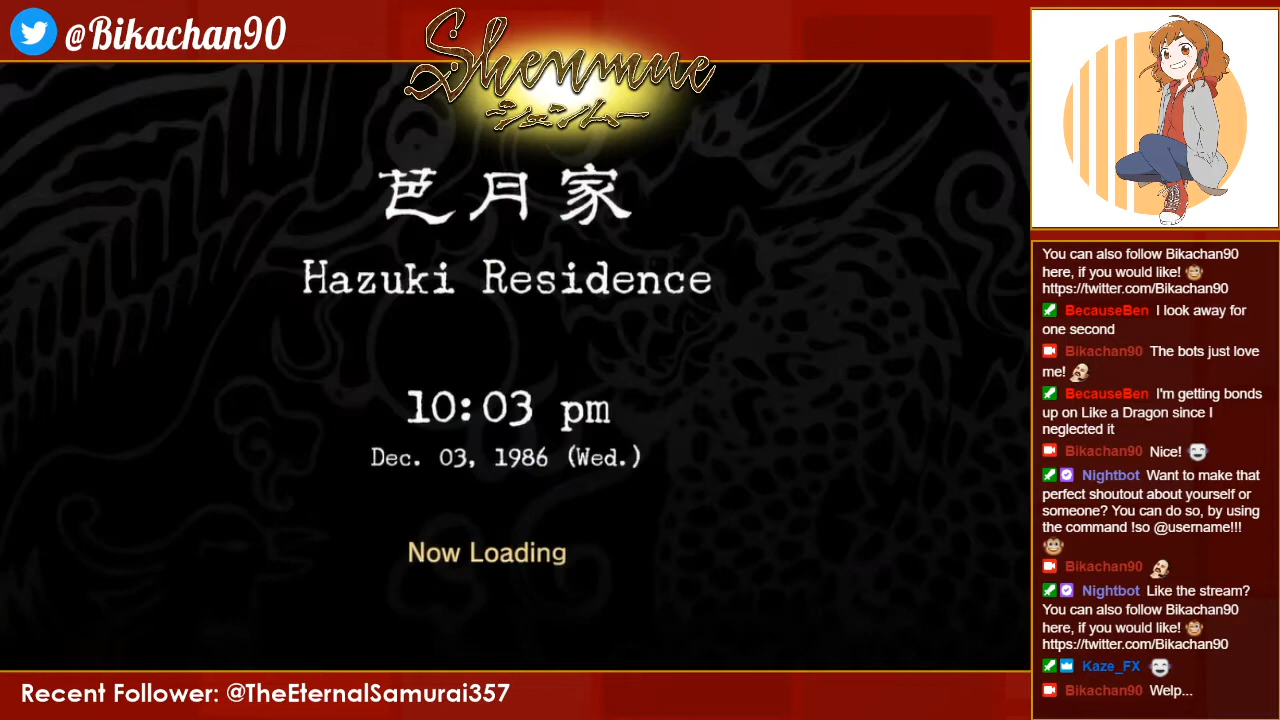 @Bikachan90
Shenmue
シェンムー
芭月家
Hazuki Residence
10:03 pm
Dec. 03, 1986 (Wed.)
Now Loading
Recent Follower: @TheEternalSamurai357
You can also follow Bikachan90
here, if you would like!
https://twitter.com/Bikachan90
BecauseBen I look away for
one second
Bikachan90 The bots just love
me!
BecauseBen I'm getting bonds
up on Like a Dragon since I
neglected it
Bikachan90 Nice!
Nightbot Want to make that
perfect shoutout about yourself or
someone? You can do so, by using
the command !so @username!!!
Bikachan90
Nightbot Like the stream?
You can also follow Bikachan90
here, if you would like!
https://twitter.com/Bikachan90
Kaze_FX
Bikachan90 Welp...